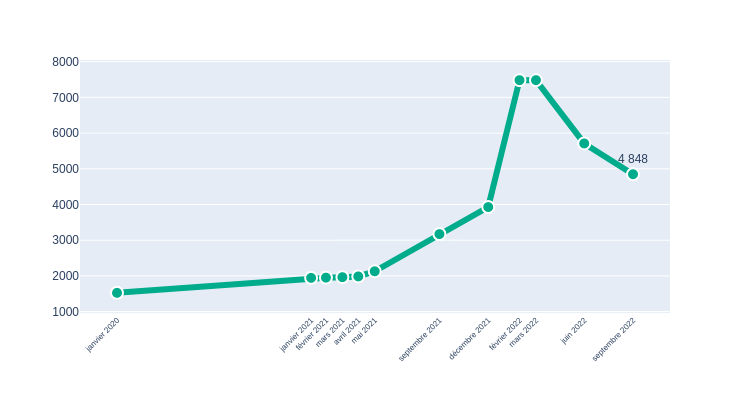 8000
7000
6000
5000
4000
3000
2000
1000
4 848
janvier 2020
janvier 2021
février 2021
mars 2021
avril 2021
mai 2021
septembre 2021
décembre 2021
février 2022
mars 2022
juin 2022
septembre 2022